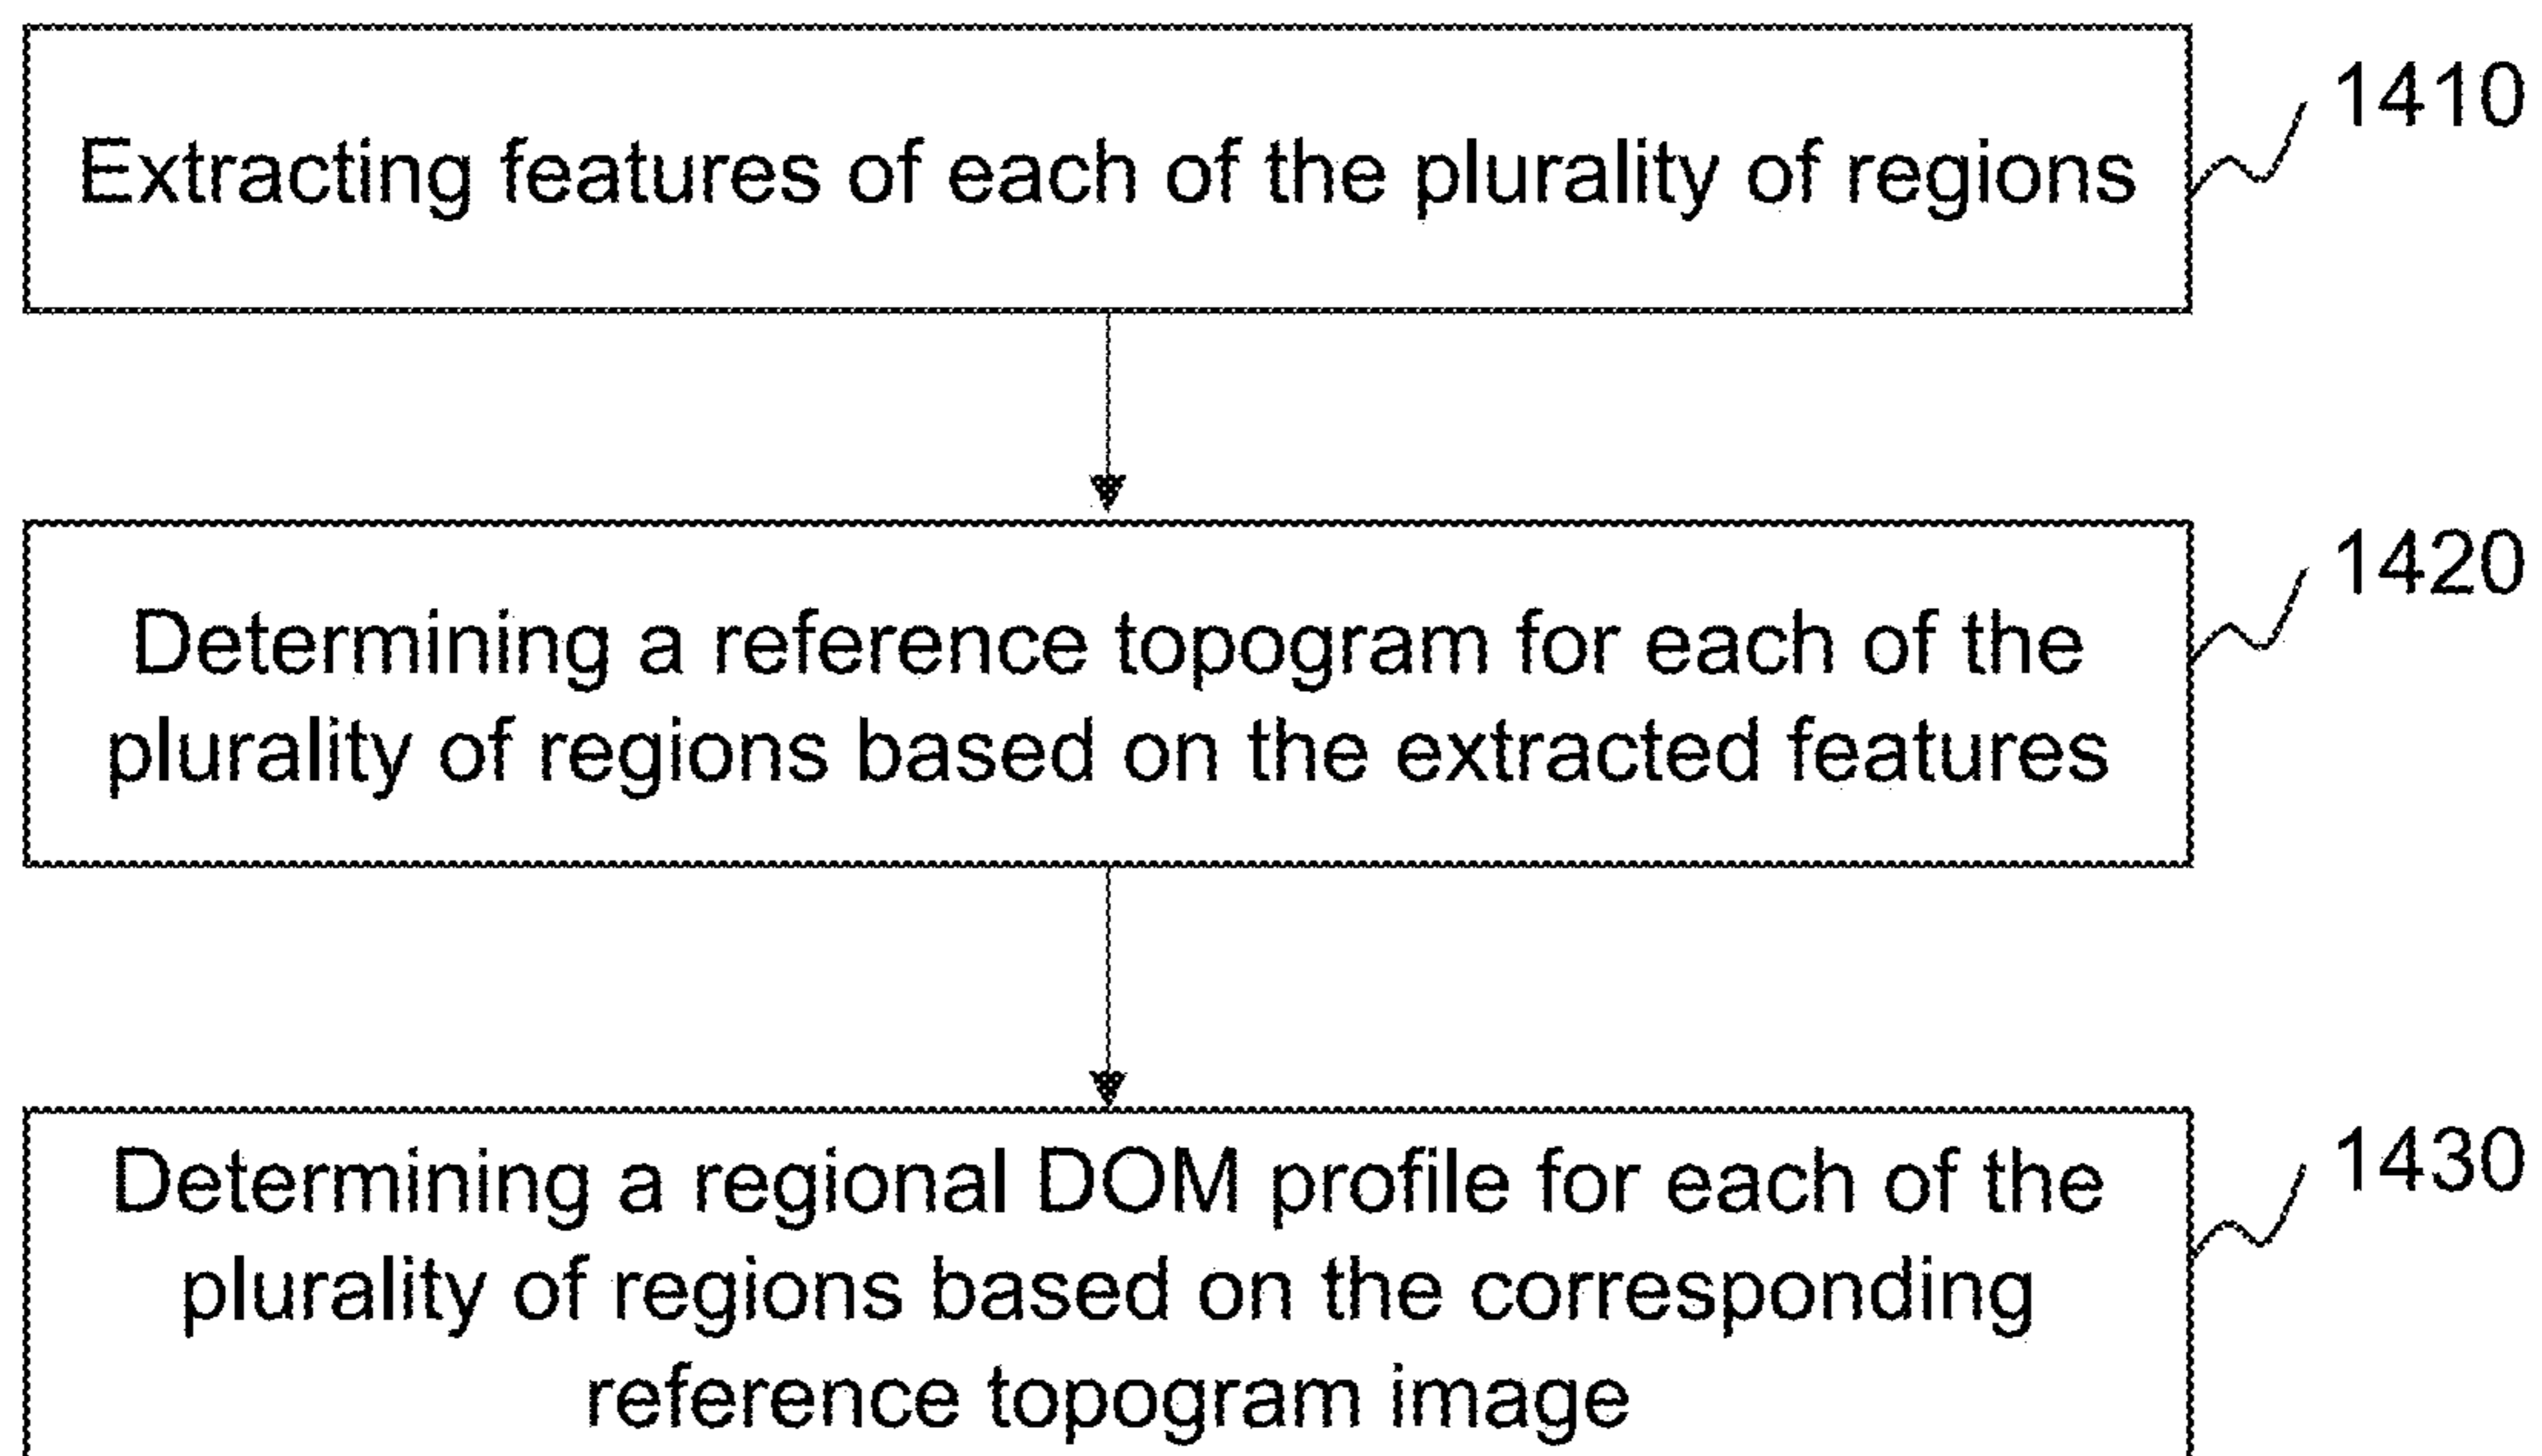 Extracting features of each of the plurality of regions
1410
Determining a reference topogram for each of the
plurality of regions based on the extracted features
1420
Determining a regional DOM profile for each of the
plurality of regions based on the corresponding
reference topogram image
1430